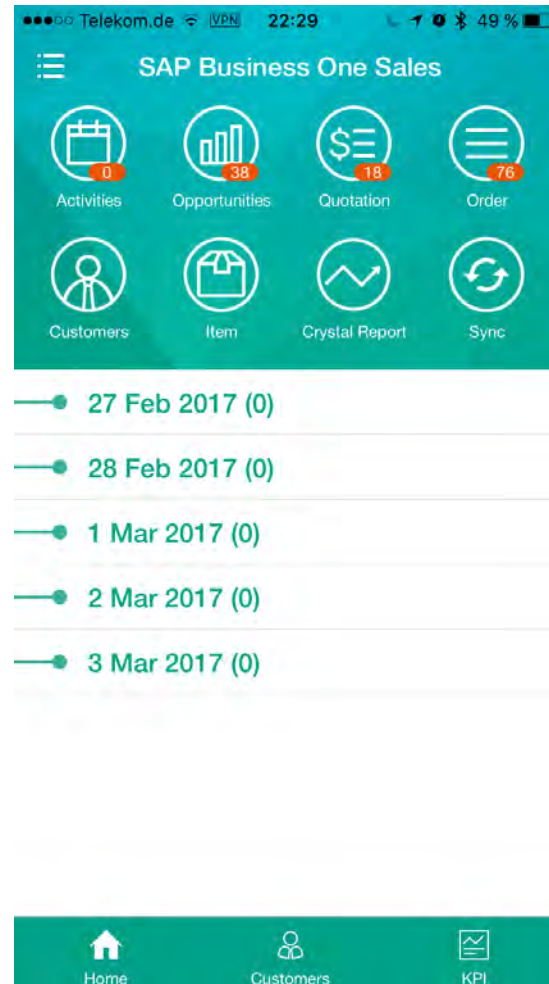 Telekom.de VPN 22:29 49 %
SAP Business One Sales
0 38 18 76
Activities Opportunities Quotation Order
Customers Item Crystal Report Sync
27 Feb 2017 (0)
28 Feb 2017 (0)
1 Mar 2017 (0)
2 Mar 2017 (0)
3 Mar 2017 (0)
Home Customers KPI